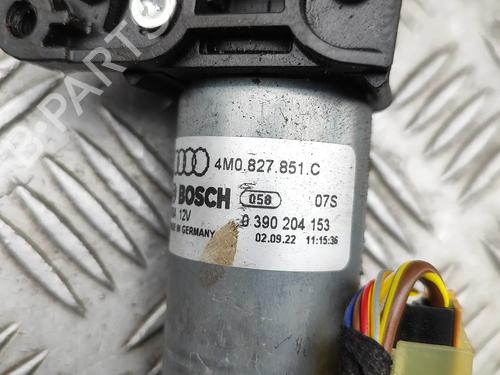 4M0.827.851.C
BOSCH 058 07S
12V 0 390 204 153
IN GERMANY 02.09.22 11:15:36